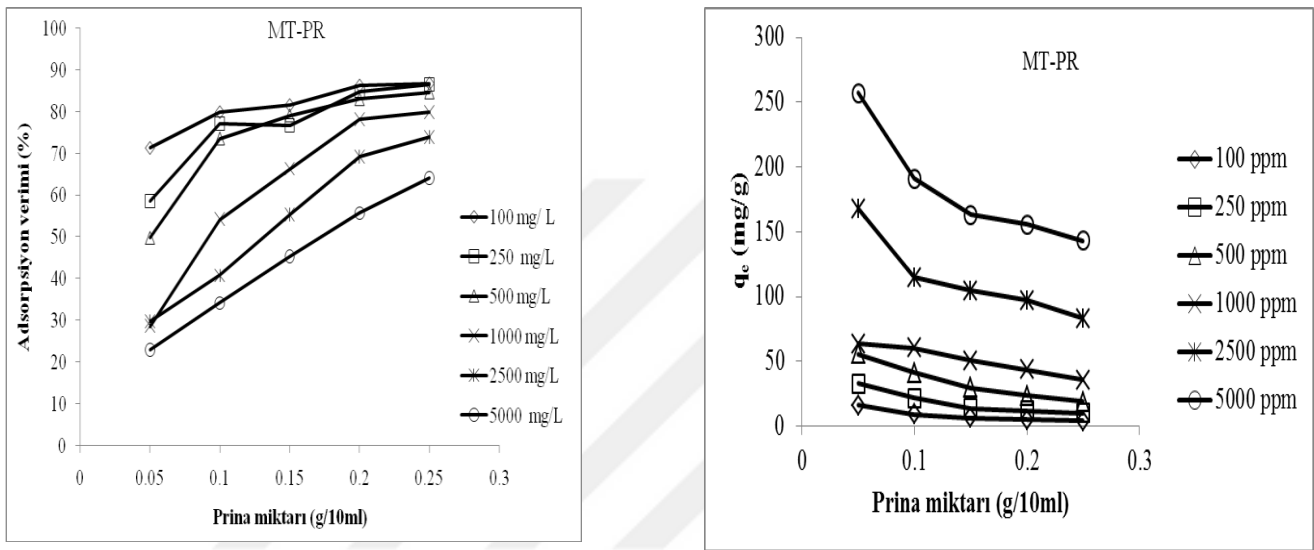 MT-PR
Adsorpsiyon verimi (%)
100
90
80
70
60
50
40
30
20
10
0
0
0.05
0.1
0.15
0.2
0.25
0.3
Prina miktarı (g/10ml)
100 mg/ L
250 mg/L
500 mg/L
1000 mg/L
2500 mg/L
5000 mg/L
MT-PR
qe (mg/g)
300
250
200
150
100
50
0
0
0.1
0.2
0.3
Prina miktarı (g/10ml)
100 ppm
250 ppm
500 ppm
1000 ppm
2500 ppm
5000 ppm